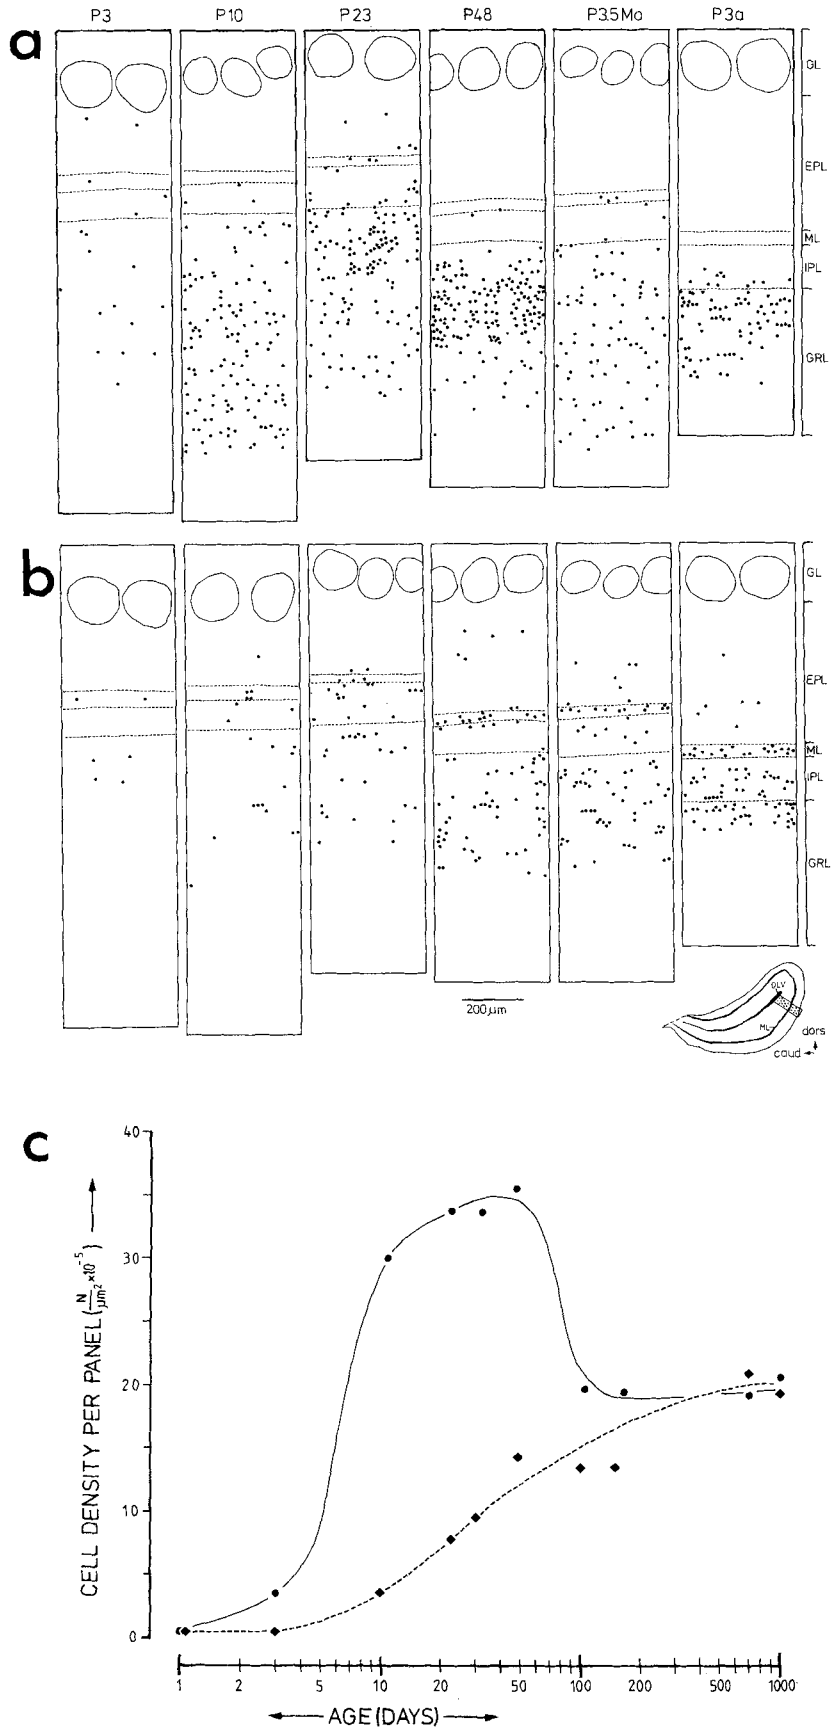 a
P3 P10 P23 P48 P3.5Mo P3a
GL
EPL
ML
IPL
GRL
b
GL
EPL
ML
IPL
GRL
200µm
OLV
ML
dors
caud
c
CELL DENSITY PER PANEL (N/µm² ×10⁻⁵)
40
30
20
10
0
1 2 5 10 20 50 100 200 500 1000
AGE (DAYS)